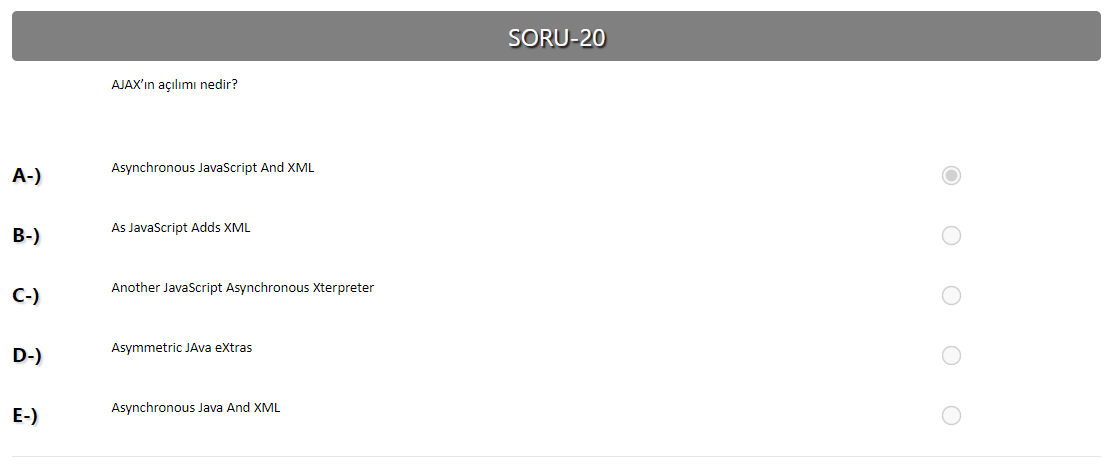 SORU-20
AJAX’ın açılımı nedir?
A-) Asynchronous JavaScript And XML
B-) As JavaScript Adds XML
C-) Another JavaScript Asynchronous Xterpreter
D-) Asymmetric JAva eXtras
E-) Asynchronous Java And XML